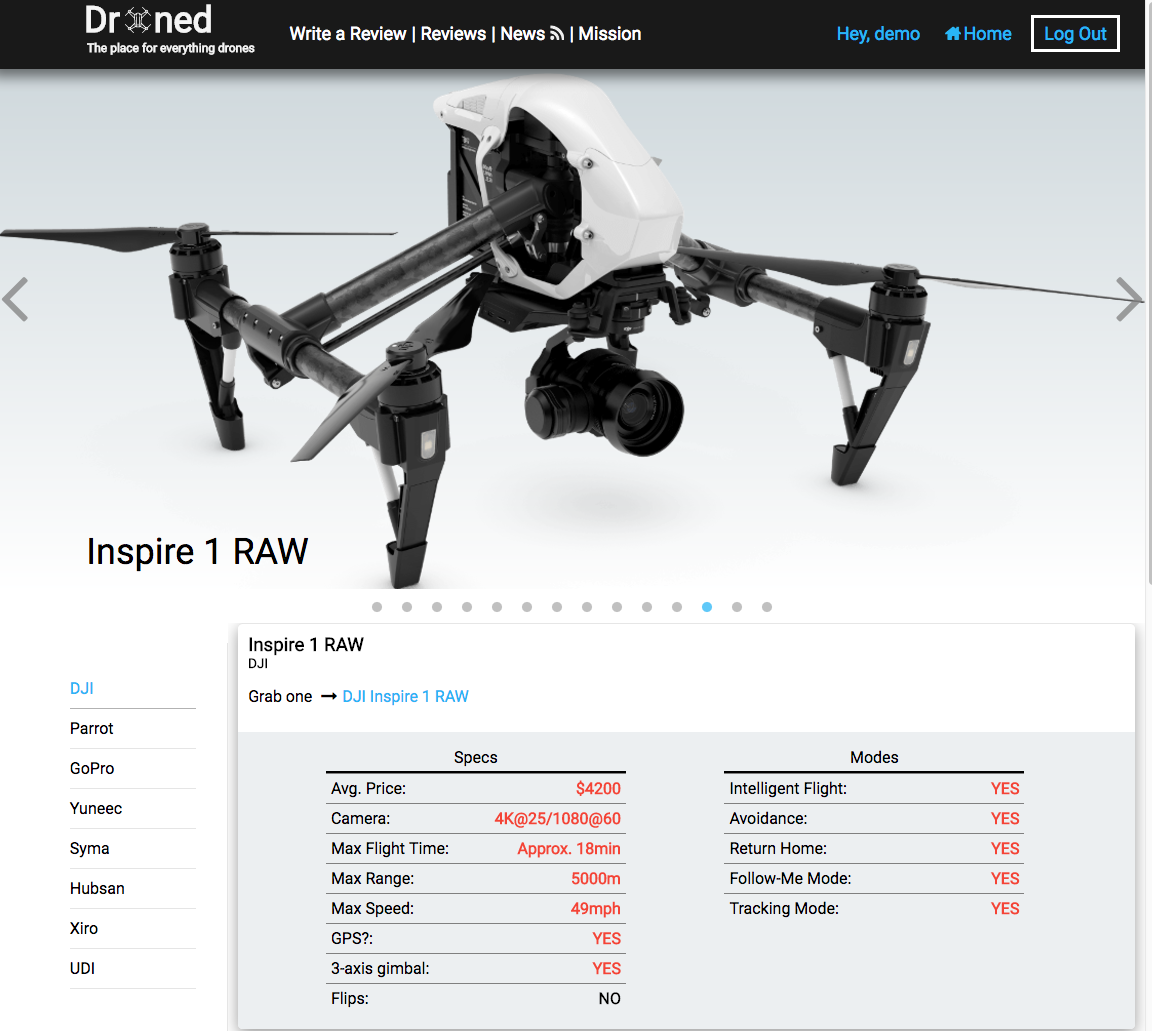 Droned
The place for everything drones
Write a Review | Reviews | News | Mission
Hey, demo
Home
Log Out
Inspire 1 RAW
DJI
Parrot
GoPro
Yuneec
Syma
Hubsan
Xiro
UDI
Inspire 1 RAW
DJI
Grab one → DJI Inspire 1 RAW
Specs
Avg. Price: $4200
Camera: 4K@25/1080@60
Max Flight Time: Approx. 18min
Max Range: 5000m
Max Speed: 49mph
GPS?: YES
3-axis gimbal: YES
Flips: NO
Modes
Intelligent Flight: YES
Avoidance: YES
Return Home: YES
Follow-Me Mode: YES
Tracking Mode: YES